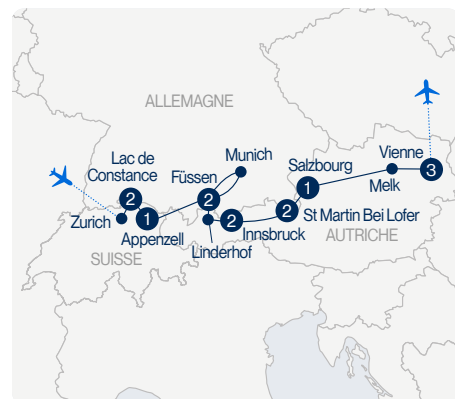 ALLEMAGNE
Lac de
Constance
2
Zurich
1
Appenzell
SUISSE
Füssen
2
Munich
Linderhof
2
Innsbruck
2
St Martin Bei Lofer
Salzbourg
1
AUTRICHE
Melk
Vienne
3